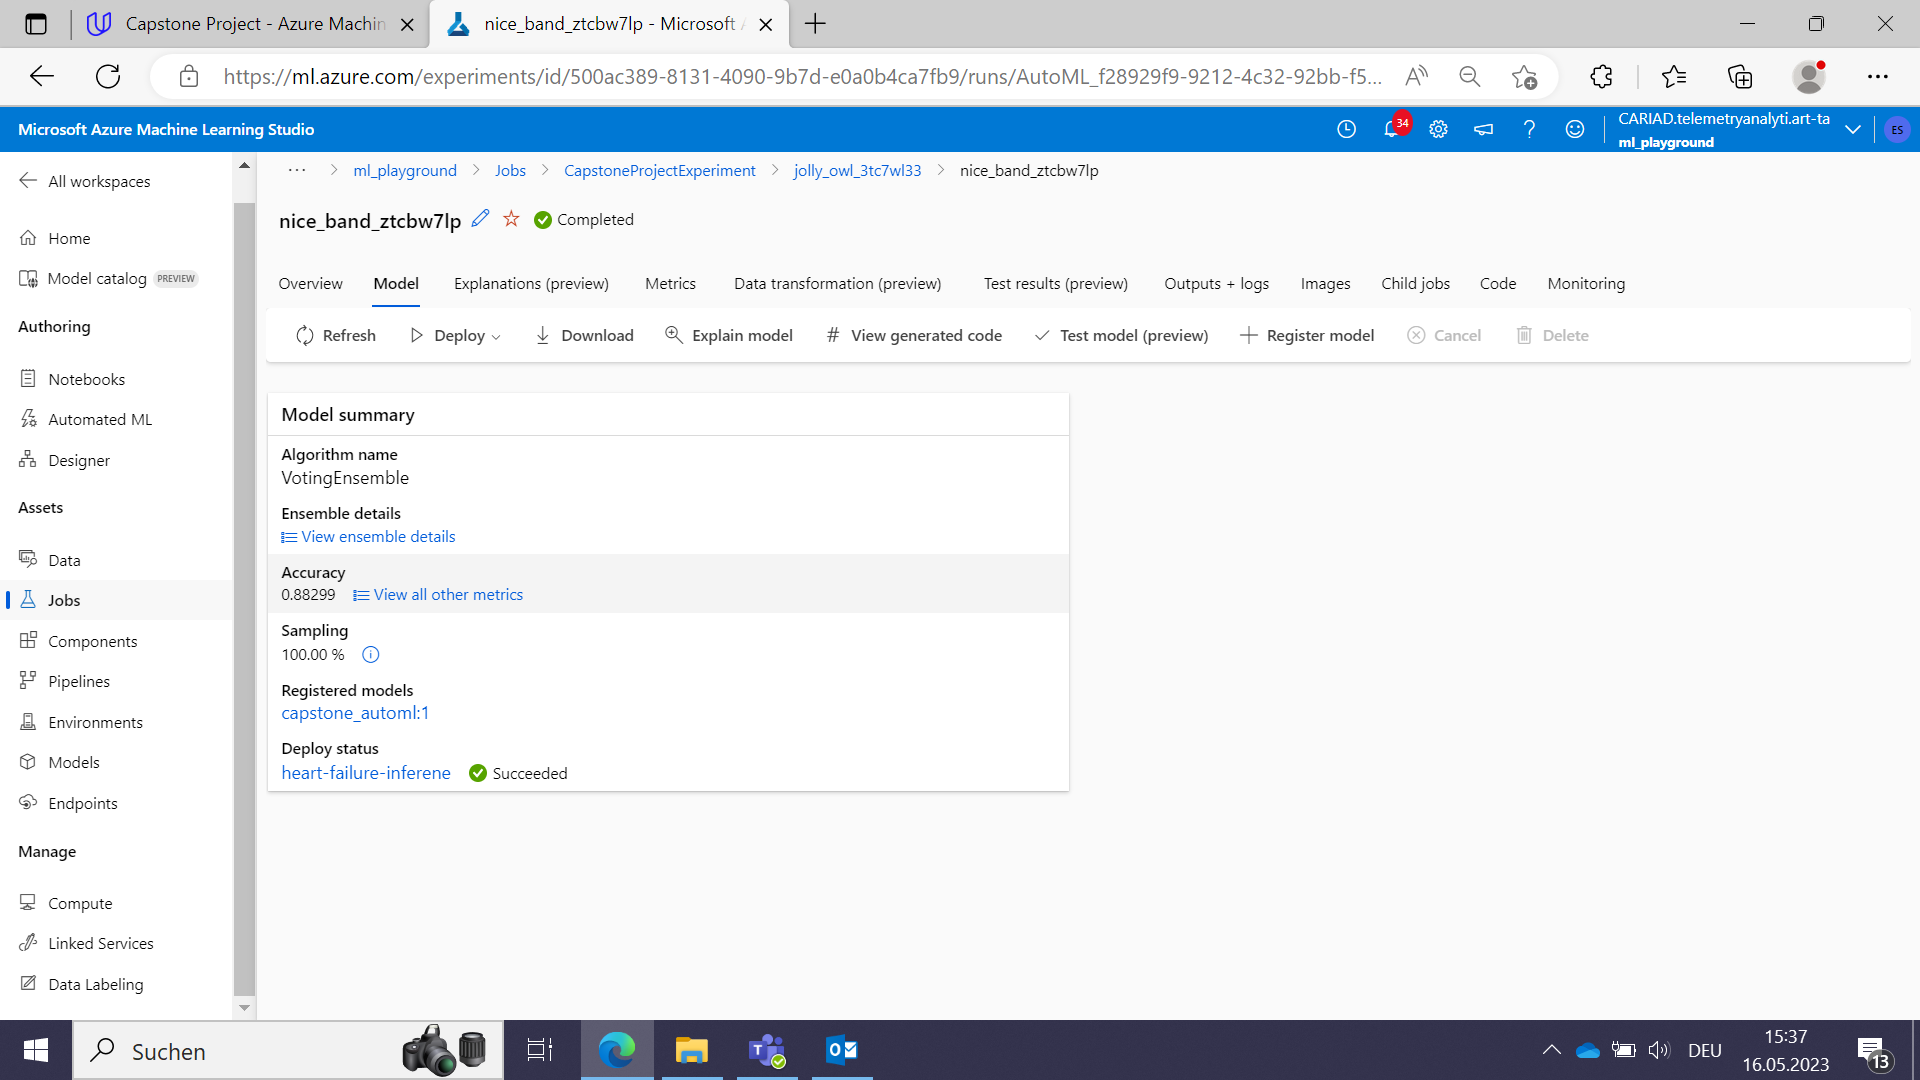 Capstone Project - Azure Machin
nice_band_ztcbw7lp - Microsoft A
https://ml.azure.com/experiments/id/500ac389-8131-4090-9b7d-e0a0b4ca7fb9/runs/AutoML_f28929f9-9212-4c32-92bb-f5...
Microsoft Azure Machine Learning Studio
34
CARIAD.telemetryanalyti.art-ta
ml_playground
ES
All workspaces
Home
Model catalog PREVIEW
Authoring
Notebooks
Automated ML
Designer
Assets
Data
Jobs
Components
Pipelines
Environments
Models
Endpoints
Manage
Compute
Linked Services
Data Labeling
... > ml_playground > Jobs > CapstoneProjectExperiment > jolly_owl_3tc7wl33 > nice_band_ztcbw7lp
nice_band_ztcbw7lp Completed
Overview Model Explanations (preview) Metrics Data transformation (preview) Test results (preview) Outputs + logs Images Child jobs Code Monitoring
Refresh Deploy Download Explain model # View generated code Test model (preview) Register model Cancel Delete
Model summary
Algorithm name
VotingEnsemble
Ensemble details
View ensemble details
Accuracy
0.88299 View all other metrics
Sampling
100.00 %
Registered models
capstone_automl:1
Deploy status
heart-failure-inferene Succeeded
Suchen
DEU
15:37
16.05.2023
13